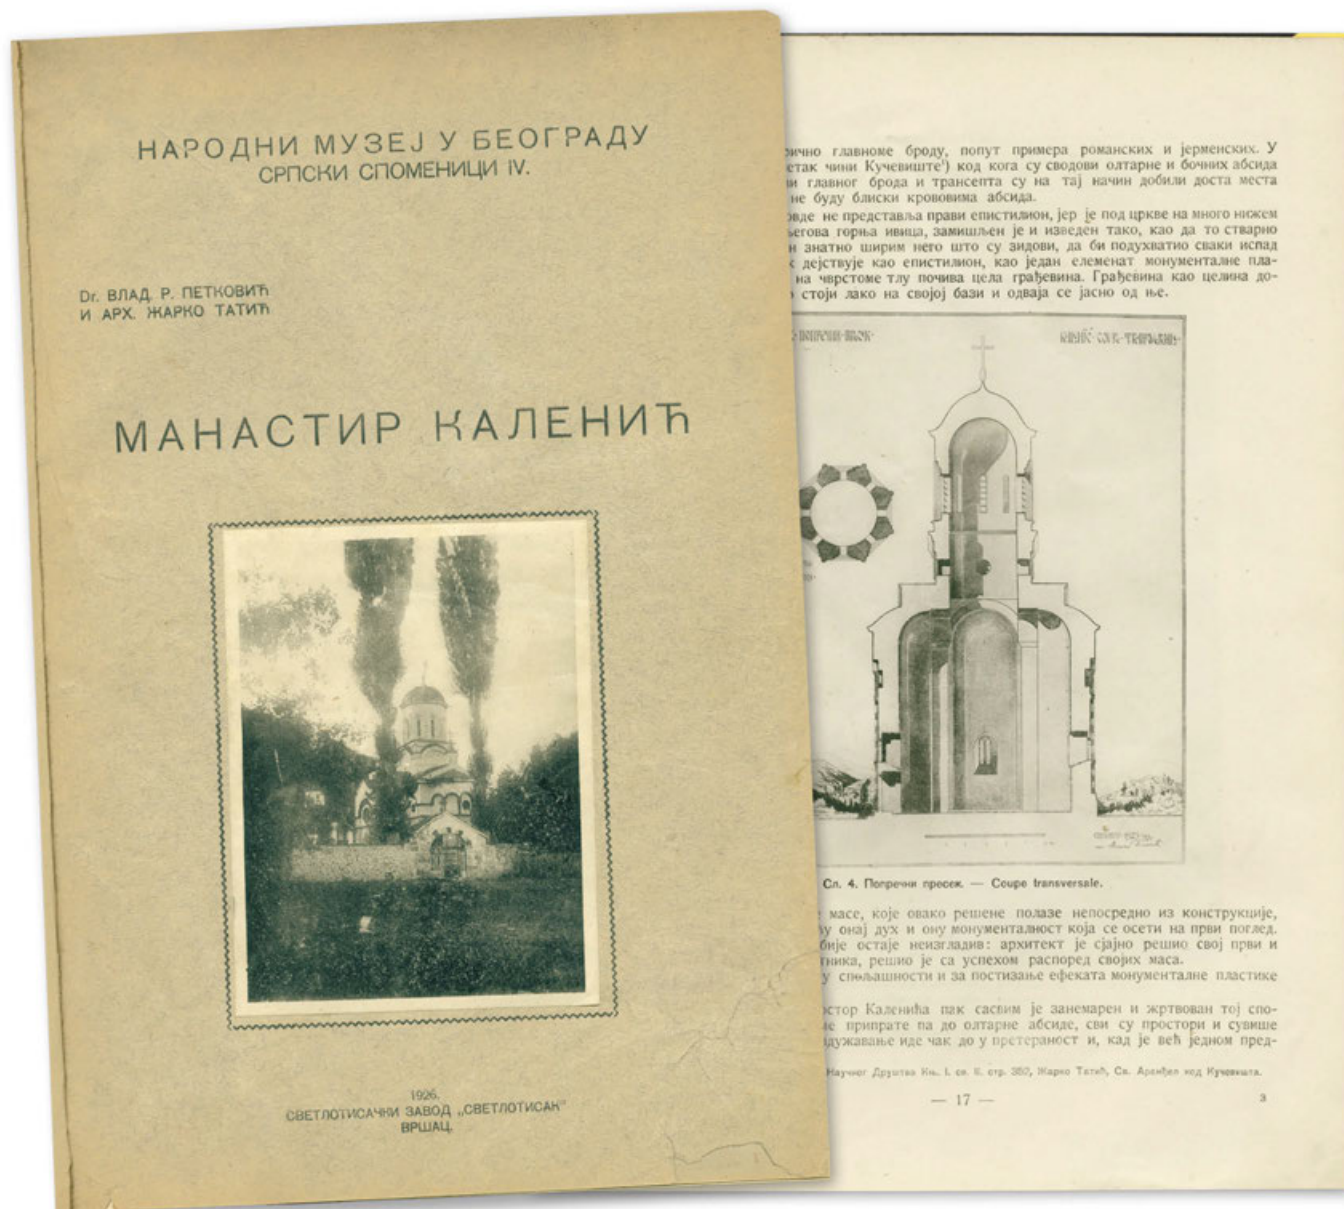 НАРОДНИ МУЗЕЈ У БЕОГРАДУ
СРПСКИ СПОМЕНИЦИ IV.
Dr. ВЛАД. Р. ПЕТКОВИЋ
И АРХ. ЖАРКО ТАТИЋ
МАНАСТИР КАЛЕНИЋ
1926.
СВЕТЛОТИСАЧКИ ЗАВОД „СВЕТЛОТИСАК“
ВРШАЦ.
главноме броду, попут примера романских и јерменских. У
чини Кучевиште¹) код кога су сводови олтарне и бочних абсида
главног брода и трансепта су на тај начин добили доста места
не буду блиски крововима абсида.
не представља прави епистилион, јер је под цркве на много нижем
горња ивица, замишљен је и изведен тако, као да то стварно
знатно ширим него што су зидови, да би подухватио сваки испад
дејствује као епистилион, као један елеменат монументалне пла-
на чврстоме тлу почива цела грађевина. Грађевина као целина до-
стоји лако на својој бази и одваја се јасно од ње.
Сл. 4. Попречни пресек. — Coupe transversale.
масе, које овако решене полазе непосредно из конструкције,
онај дух и ону монументалност која се осети на први поглед.
остаје неизгладив: архитект је сјајно решио свој први и
решио је са успехом распоред својих маса.
у спољашности и за постизање ефеката монументалне пластике
Каленића пак сасвим је занемарен и жртвован тој спо-
припрате па до олтарне абсиде, сви су простори и сувише
иде чак до у претераност и, кад је већ једном пред-
Научног Друштва Књ. I. св. II. стр. 352, Жарко Татић, Св. Аранђел код Кучевишта.
— 17 —
3